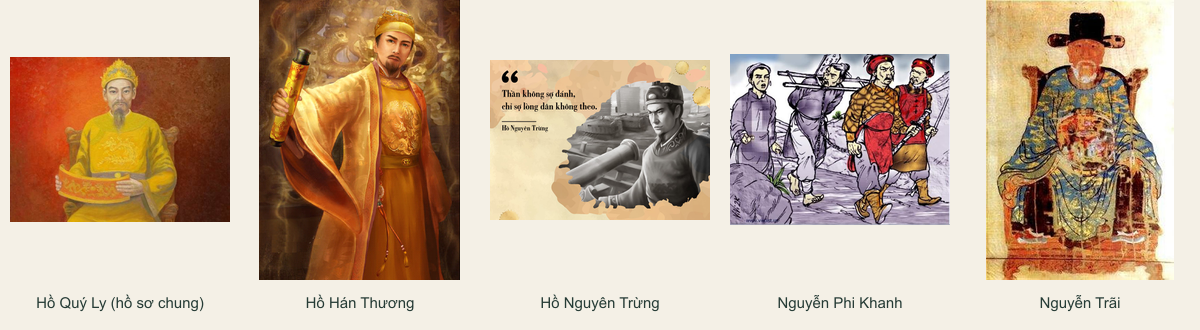 “
Thần không sợ đánh,
chỉ sợ lòng dân không theo.
Hồ Nguyên Trừng
Hồ Quý Ly (hồ sơ chung)
Hồ Hán Thương
Hồ Nguyên Trừng
Nguyễn Phi Khanh
Nguyễn Trãi